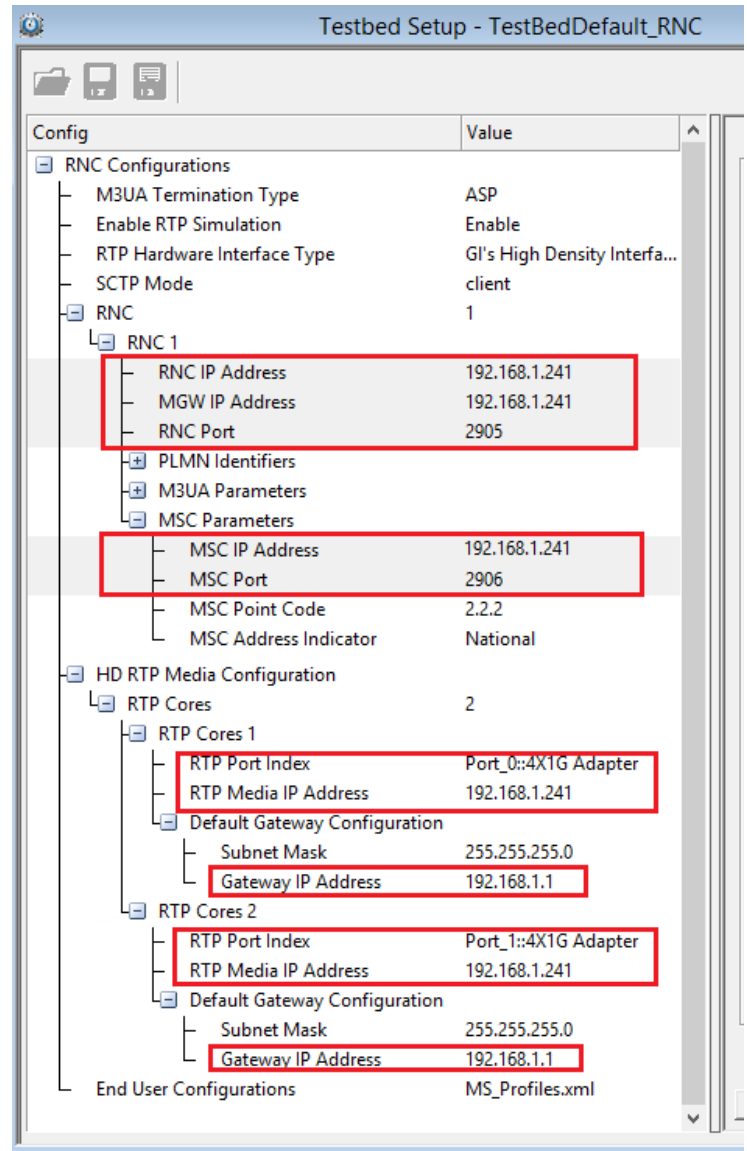 Testbed Setup - TestBedDefault_RNC
Config Value
RNC Configurations
M3UA Termination Type ASP
Enable RTP Simulation Enable
RTP Hardware Interface Type Gl's High Density Interfa...
SCTP Mode client
RNC 1
RNC 1
RNC IP Address 192.168.1.241
MGW IP Address 192.168.1.241
RNC Port 2905
PLMN Identifiers
M3UA Parameters
MSC Parameters
MSC IP Address 192.168.1.241
MSC Port 2906
MSC Point Code 2.2.2
MSC Address Indicator National
HD RTP Media Configuration
RTP Cores 2
RTP Cores 1
RTP Port Index Port_0::4X1G Adapter
RTP Media IP Address 192.168.1.241
Default Gateway Configuration
Subnet Mask 255.255.255.0
Gateway IP Address 192.168.1.1
RTP Cores 2
RTP Port Index Port_1::4X1G Adapter
RTP Media IP Address 192.168.1.241
Default Gateway Configuration
Subnet Mask 255.255.255.0
Gateway IP Address 192.168.1.1
End User Configurations MS_Profiles.xml